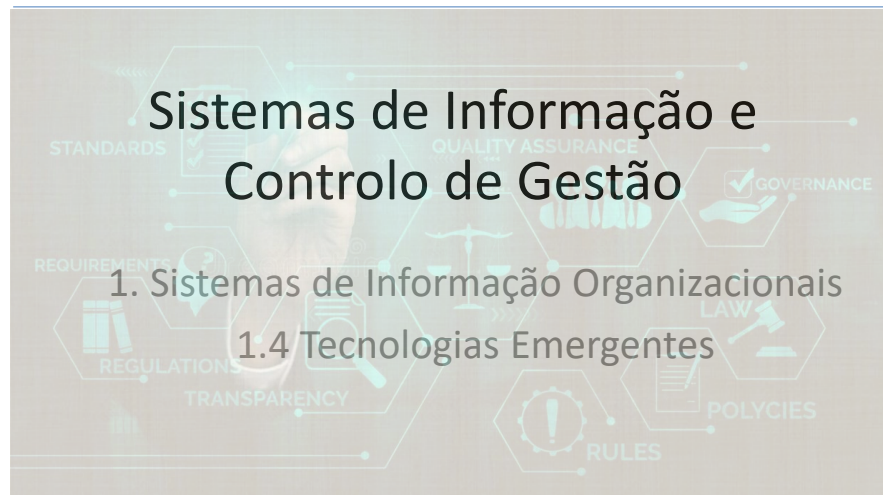 Sistemas de Informação e
Controlo de Gestão
1. Sistemas de Informação Organizacionais
1.4 Tecnologias Emergentes
STANDARDS
QUALITY ASSURANCE
GOVERNANCE
REQUIREMENTS
LAW
REGULATIONS
TRANSPARENCY
POLYCIES
RULES